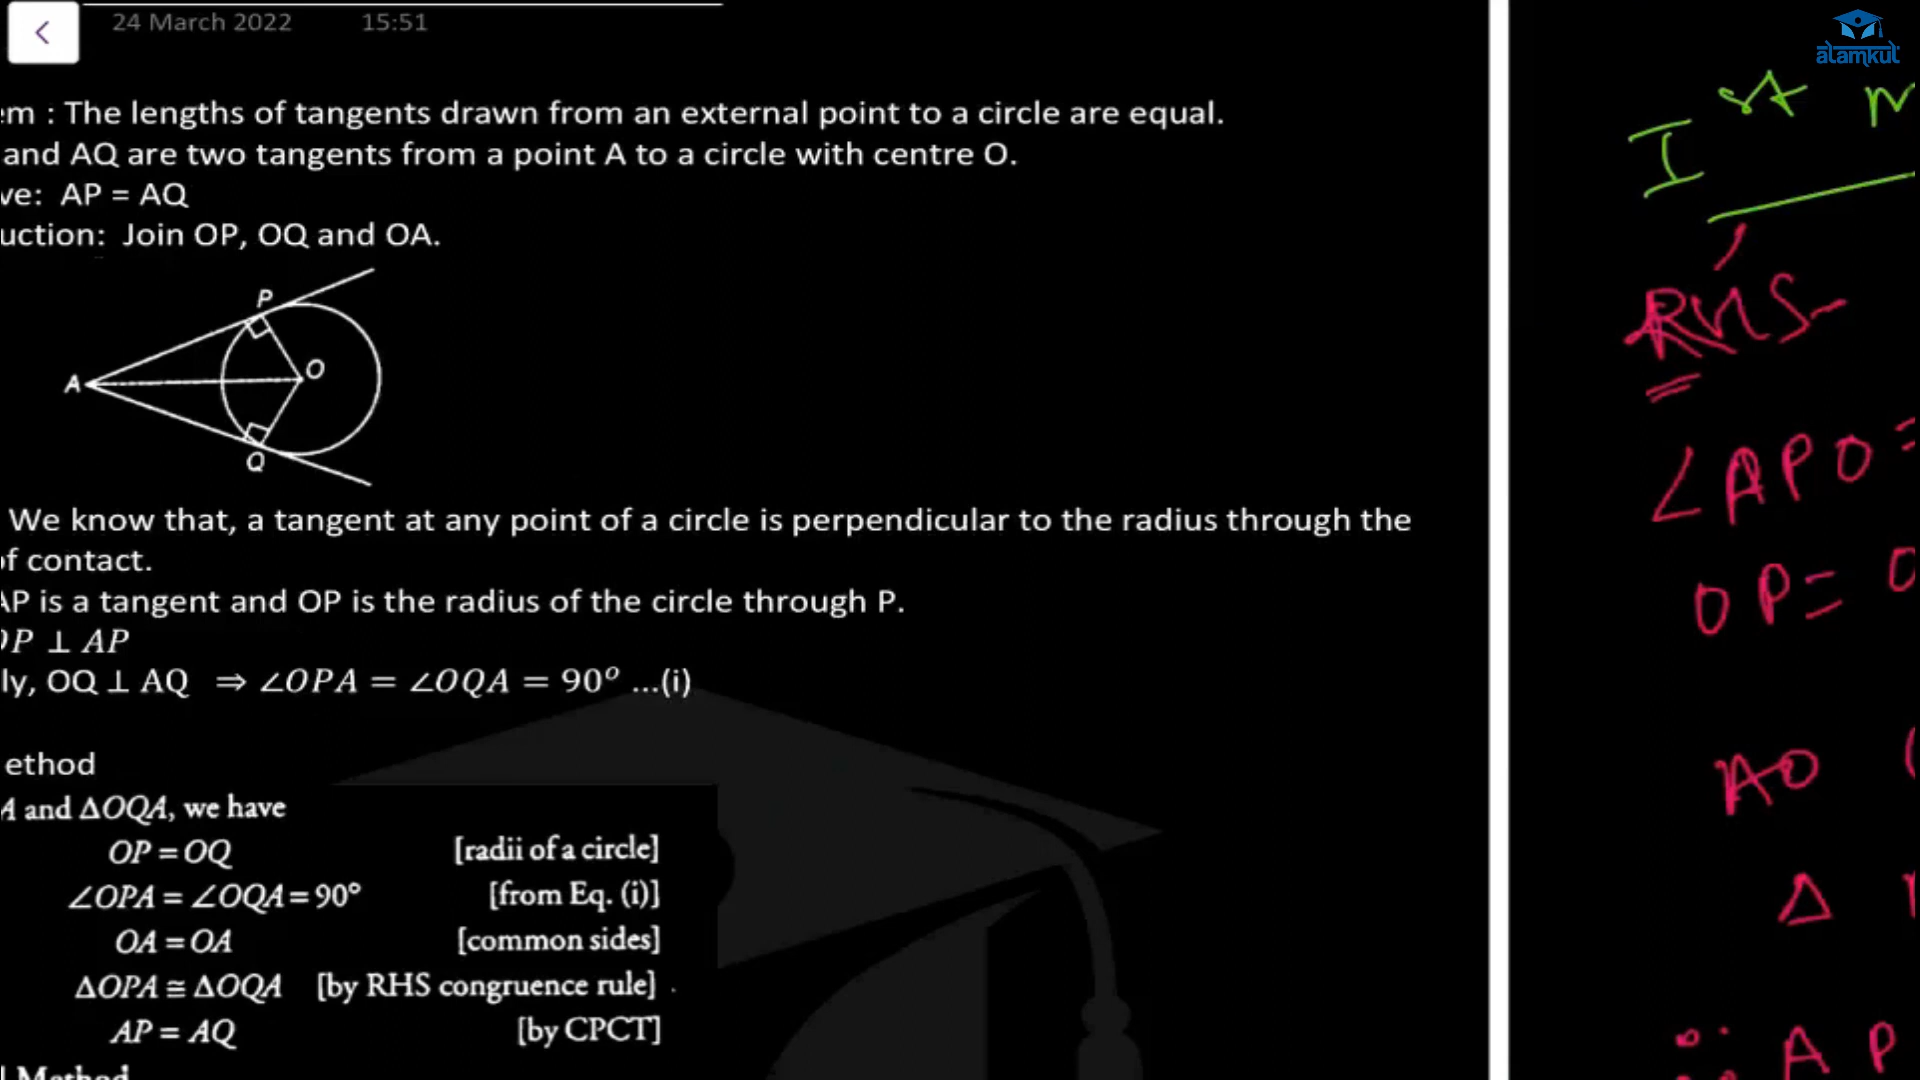 24 March 2022 15:51
em : The lengths of tangents drawn from an external point to a circle are equal.
and AQ are two tangents from a point A to a circle with centre O.
ve: AP = AQ
uction: Join OP, OQ and OA.
P
A
O
Q
We know that, a tangent at any point of a circle is perpendicular to the radius through the
of contact.
AP is a tangent and OP is the radius of the circle through P.
OP ⊥ AP
ly, OQ ⊥ AQ ⇒ ∠OPA = ∠OQA = 90° ...(i)
ethod
A and ΔOQA, we have
OP = OQ [radii of a circle]
∠OPA = ∠OQA = 90° [from Eq. (i)]
OA = OA [common sides]
ΔOPA ≅ ΔOQA [by RHS congruence rule]
AP = AQ [by CPCT]
Method
alamkul
I st
RHS
∠APO =
OP =
AO
Δ
∴ AP